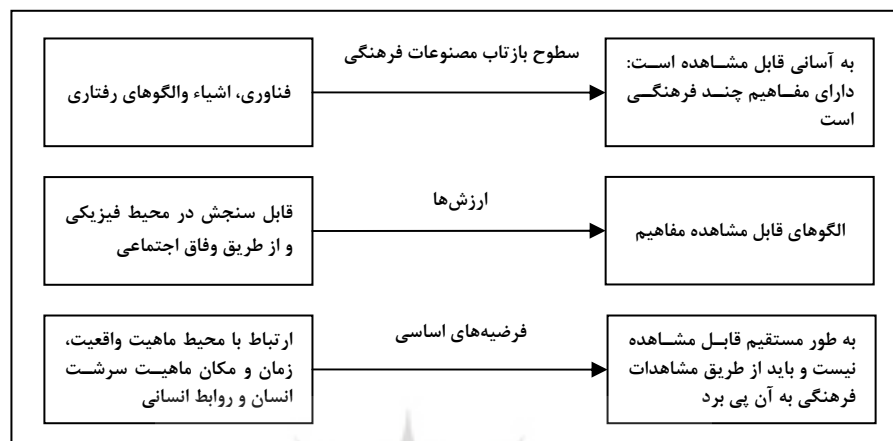 به آسانی قابل مشاهده است:
دارای مفاهیم چند فرهنگی
است
سطوح بازتاب مصنوعات فرهنگی
فناوری، اشیاء والگوهای رفتاری
الگوهای قابل مشاهده مفاهیم
ارزش‌ها
قابل سنجش در محیط فیزیکی
و از طریق وفاق اجتماعی
به طور مستقیم قابل مشاهده
نیست و باید از طریق مشاهدات
فرهنگی به آن پی برد
فرضیه‌های اساسی
ارتباط با محیط ماهیت واقعیت،
زمان و مکان ماهیت سرشت
انسان و روابط انسانی